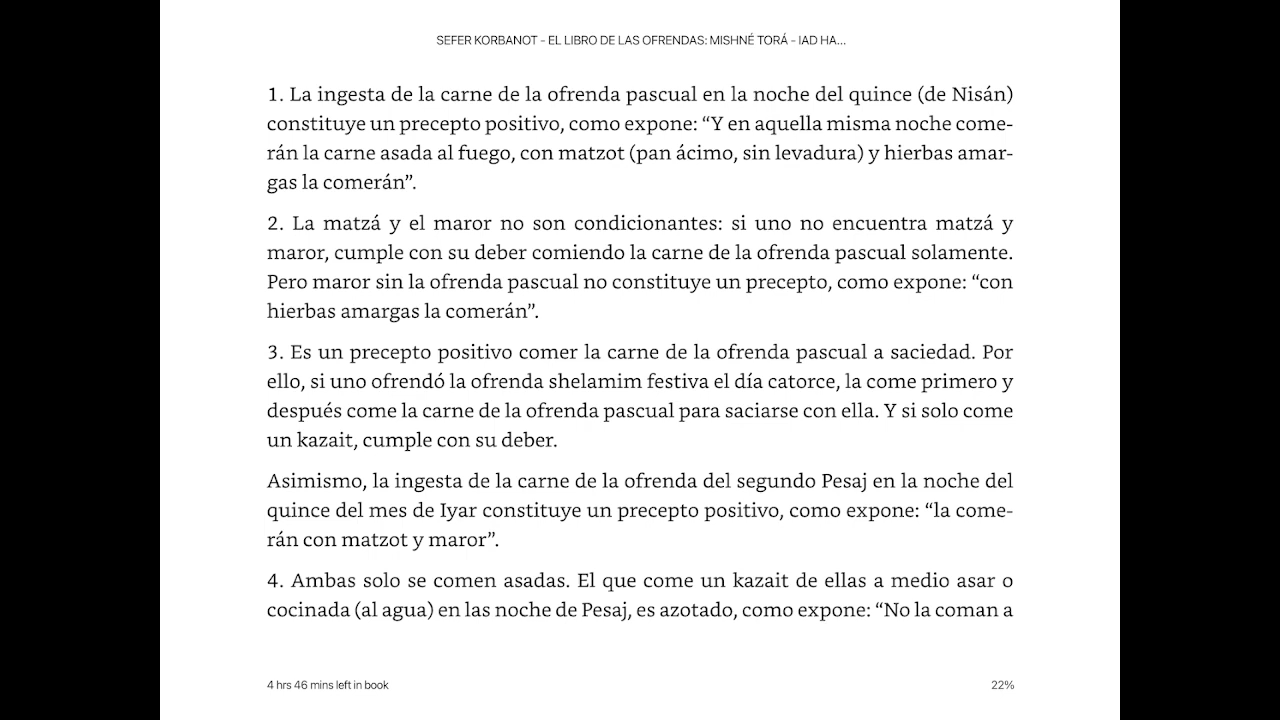 SEFER KORBANOT - EL LIBRO DE LAS OFRENDAS: MISHNÉ TORÁ - IAD HA...
1. La ingesta de la carne de la ofrenda pascual en la noche del quince (de Nisán)
constituye un precepto positivo, como expone: “Y en aquella misma noche come-
rán la carne asada al fuego, con matzot (pan ácimo, sin levadura) y hierbas amar-
gas la comerán”.
2. La matzá y el maror no son condicionantes: si uno no encuentra matzá y
maror, cumple con su deber comiendo la carne de la ofrenda pascual solamente.
Pero maror sin la ofrenda pascual no constituye un precepto, como expone: “con
hierbas amargas la comerán”.
3. Es un precepto positivo comer la carne de la ofrenda pascual a saciedad. Por
ello, si uno ofrendó la ofrenda shelamim festiva el día catorce, la come primero y
después come la carne de la ofrenda pascual para saciarse con ella. Y si solo come
un kazait, cumple con su deber.
Asimismo, la ingesta de la carne de la ofrenda del segundo Pesaj en la noche del
quince del mes de Iyar constituye un precepto positivo, como expone: “la come-
rán con matzot y maror”.
4. Ambas solo se comen asadas. El que come un kazait de ellas a medio asar o
cocinada (al agua) en las noche de Pesaj, es azotado, como expone: “No la coman a
4 hrs 46 mins left in book
22%